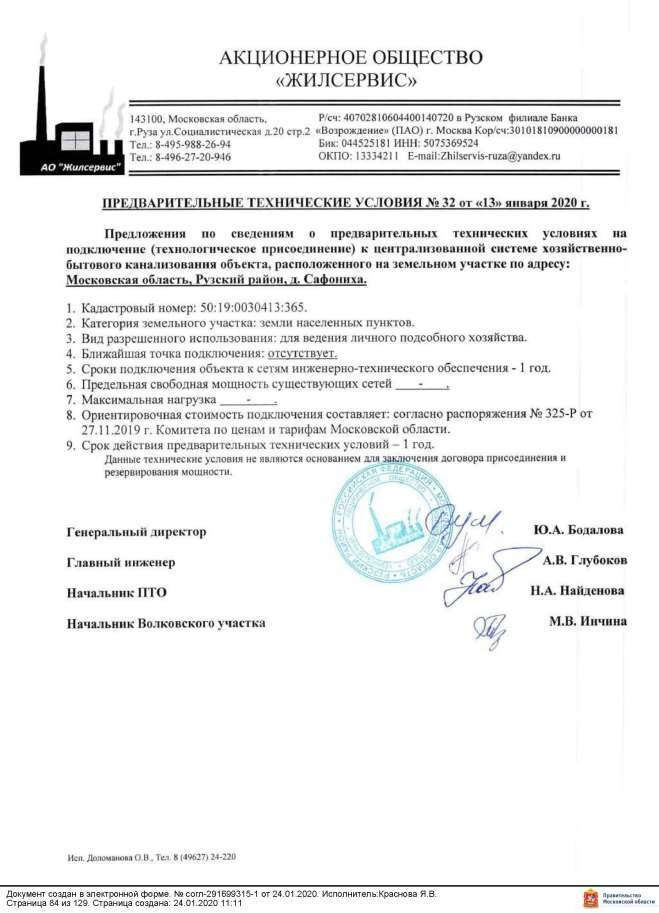 АКЦИОНЕРНОЕ ОБЩЕСТВО
«ЖИЛСЕРВИС»
АО "Жилсервис"
143100, Московская область,
г.Руза ул.Социалистическая д.20 стр.2
Тел.: 8-495-988-26-94
Тел.: 8-496-27-20-946
Р/сч: 40702810604400140720 в Рузском филиале Банка
«Возрождение» (ПАО) г. Москва Кор/сч:30101810900000000181
Бик: 044525181 ИНН: 5075369524
ОКПО: 13334211 E-mail:Zhilservis-ruza@yandex.ru
ПРЕДВАРИТЕЛЬНЫЕ ТЕХНИЧЕСКИЕ УСЛОВИЯ № 32 от «13» января 2020 г.
Предложения по сведениям о предварительных технических условиях на
подключение (технологическое присоединение) к централизованной системе хозяйственно-
бытового канализования объекта, расположенного на земельном участке по адресу:
Московская область, Рузский район, д. Сафониха.
1. Кадастровый номер: 50:19:0030413:365.
2. Категория земельного участка: земли населенных пунктов.
3. Вид разрешенного использования: для ведения личного подсобного хозяйства.
4. Ближайшая точка подключения: отсутствует.
5. Сроки подключения объекта к сетям инженерно-технического обеспечения - 1 год.
6. Предельная свободная мощность существующих сетей ____-____.
7. Максимальная нагрузка ____-____.
8. Ориентировочная стоимость подключения составляет: согласно распоряжения № 325-Р от
27.11.2019 г. Комитета по ценам и тарифам Московской области.
9. Срок действия предварительных технических условий – 1 год.
Данные технические условия не являются основанием для заключения договора присоединения и
резервирования мощности.
Генеральный директор Ю.А. Бодалова
Главный инженер А.В. Глубоков
Начальник ПТО Н.А. Найденова
Начальник Волковского участка М.В. Инчина
Исп. Доломанова О.В., Тел. 8 (49627) 24-220
Документ создан в электронной форме. № согл-291699315-1 от 24.01.2020. Исполнитель:Краснова Я.В.
Страница 84 из 129. Страница создана: 24.01.2020 11:11
Правительство
Московской области